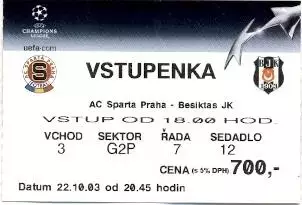 CHAMPIONS
LEAGUE
uefa.com
VSTUPENKA
S
BJK
AC Sparta Praha - Besiktas JK
VSTUP OD 18.00 HOD.
VCHOD SEKTOR ŘADA SEDADLO
3 G2P 7 12
CENA (s 5% DPH) 700,-
Datum 22.10.03 od 20.45 hodin